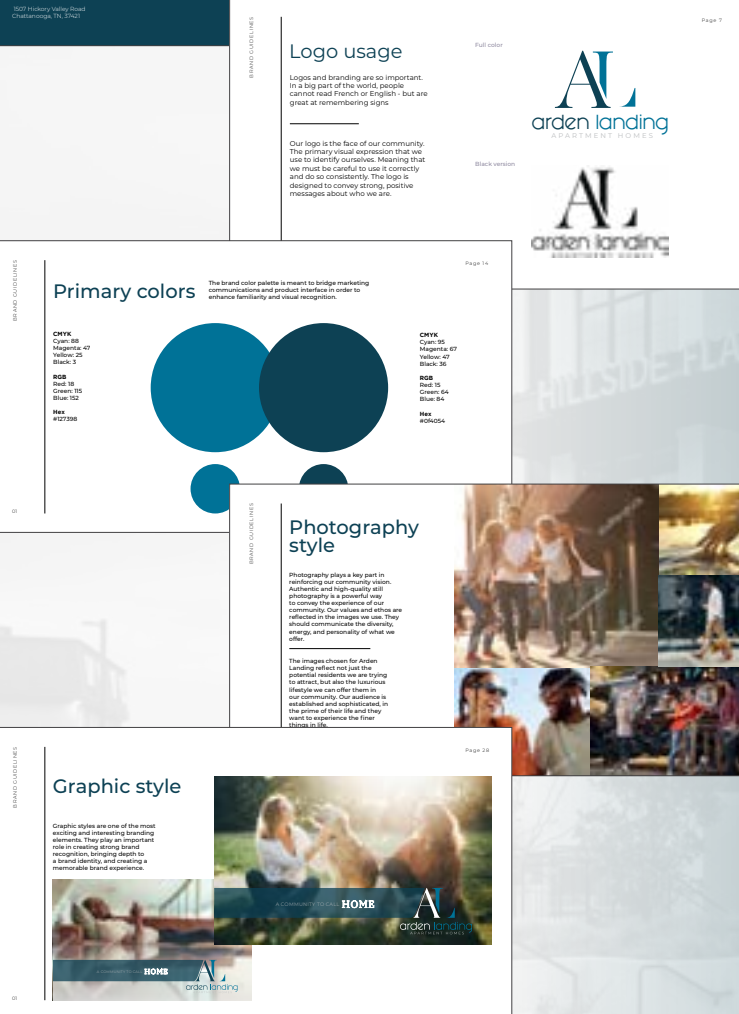 1507 Hickory Valley Road
Chattanooga, TN, 37421
BRAND GUIDELINES
Page 7
Logo usage
Logos and branding are so important.
In a big part of the world, people
cannot read French or English - but are
great at remembering signs
Our logo is the face of our community.
The primary visual expression that we
use to identify ourselves. Meaning that
we must be careful to use it correctly
and do so consistently. The logo is
designed to convey strong, positive
messages about who we are.
Full color
AL
arden landing
APARTMENT HOMES
Black version
AL
arden landing
APARTMENT HOMES
BRAND GUIDELINES
Page 14
Primary colors
The brand color palette is meant to bridge marketing
communications and product interface in order to
enhance familiarity and visual recognition.
CMYK
Cyan: 88
Magenta: 47
Yellow: 25
Black: 3
RGB
Red: 18
Green: 115
Blue: 152
Hex
#127398
CMYK
Cyan: 95
Magenta: 67
Yellow: 47
Black: 36
RGB
Red: 15
Green: 64
Blue: 84
Hex
#0f4054
01
HILLSIDE FLA
BRAND GUIDELINES
Photography
style
Photography plays a key part in
reinforcing our community vision.
Authentic and high-quality still
photography is a powerful way
to convey the experience of our
community. Our values and ethos are
reflected in the images we use. They
should communicate the diversity,
energy, and personality of what we
offer.
The images chosen for Arden
Landing reflect not just the
potential residents we are trying
to attract, but also the luxurious
lifestyle we can offer them in
our community. Our audience is
established and sophisticated, in
the prime of their life and they
want to experience the finer
things in life.
BRAND GUIDELINES
Page 28
Graphic style
Graphic styles are one of the most
exciting and interesting branding
elements. They play an important
role in creating strong brand
recognition, bringing depth to
a brand identity, and creating a
memorable brand experience.
A COMMUNITY TO CALL HOME
AL
arden landing
APARTMENT HOMES
A COMMUNITY TO CALL HOME
AL
arden landing
01